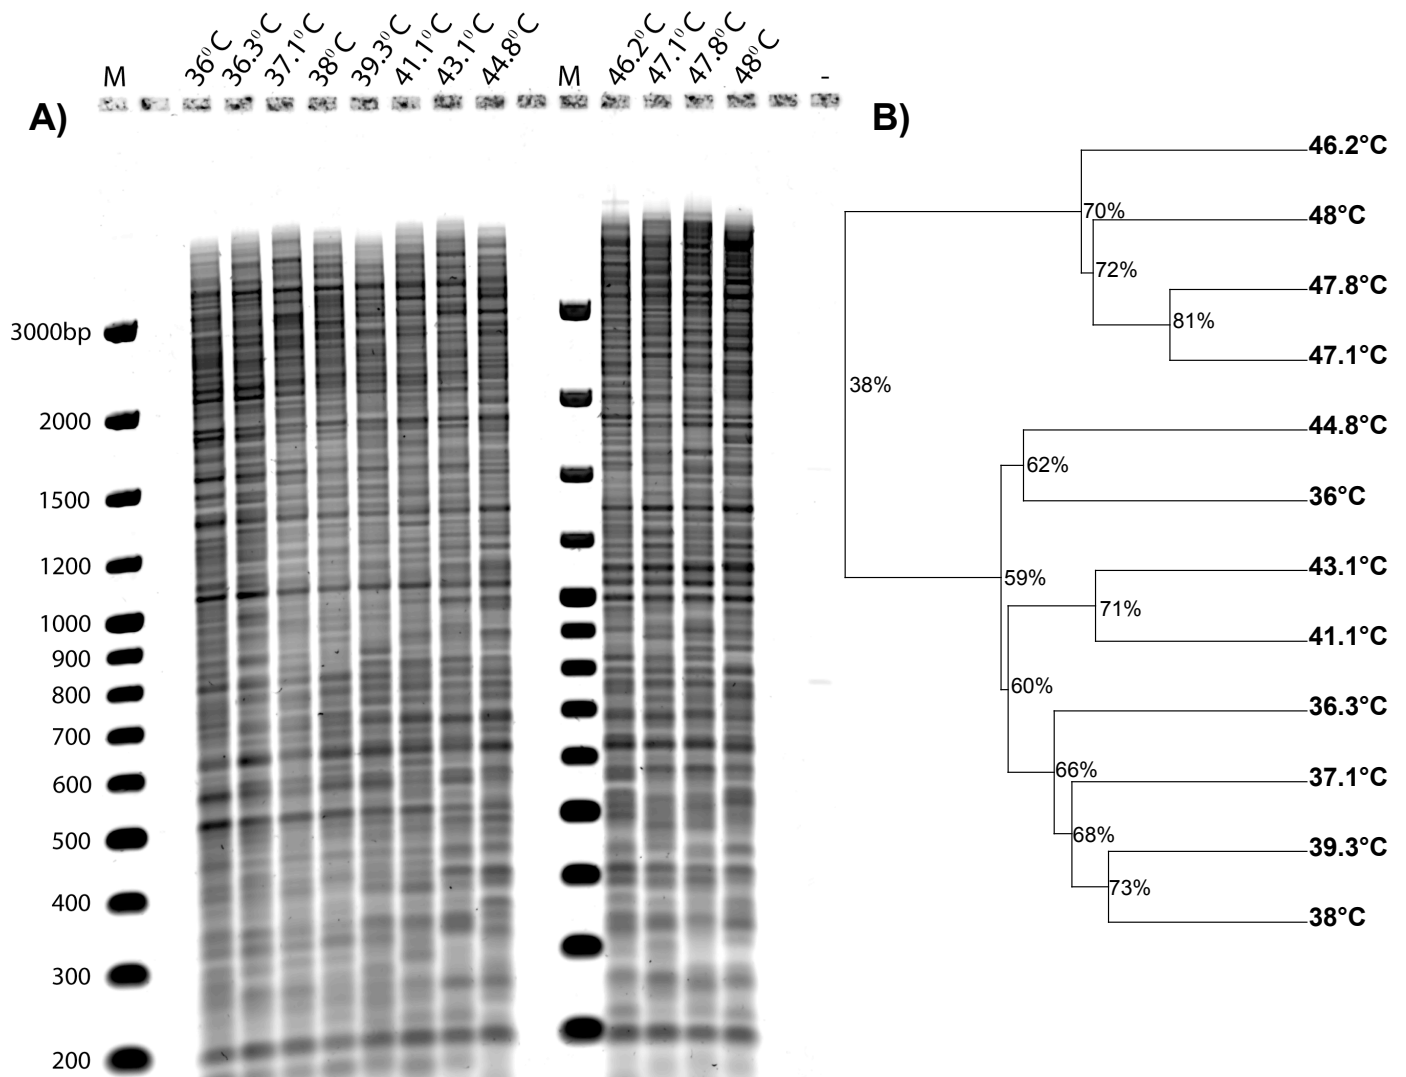 M 36⁰C 36.3⁰C 37.1⁰C 38⁰C 39.3⁰C 41.1⁰C 43.1⁰C 44.8⁰C M 46.2⁰C 47.1⁰C 47.8⁰C 48⁰C -
A)
3000bp
2000
1500
1200
1000
900
800
700
600
500
400
300
200
B)
46.2°C
70%
48°C
72%
47.8°C
81%
47.1°C
38%
44.8°C
62%
36°C
43.1°C
59%
71%
41.1°C
60%
36.3°C
66%
37.1°C
68%
39.3°C
73%
38°C